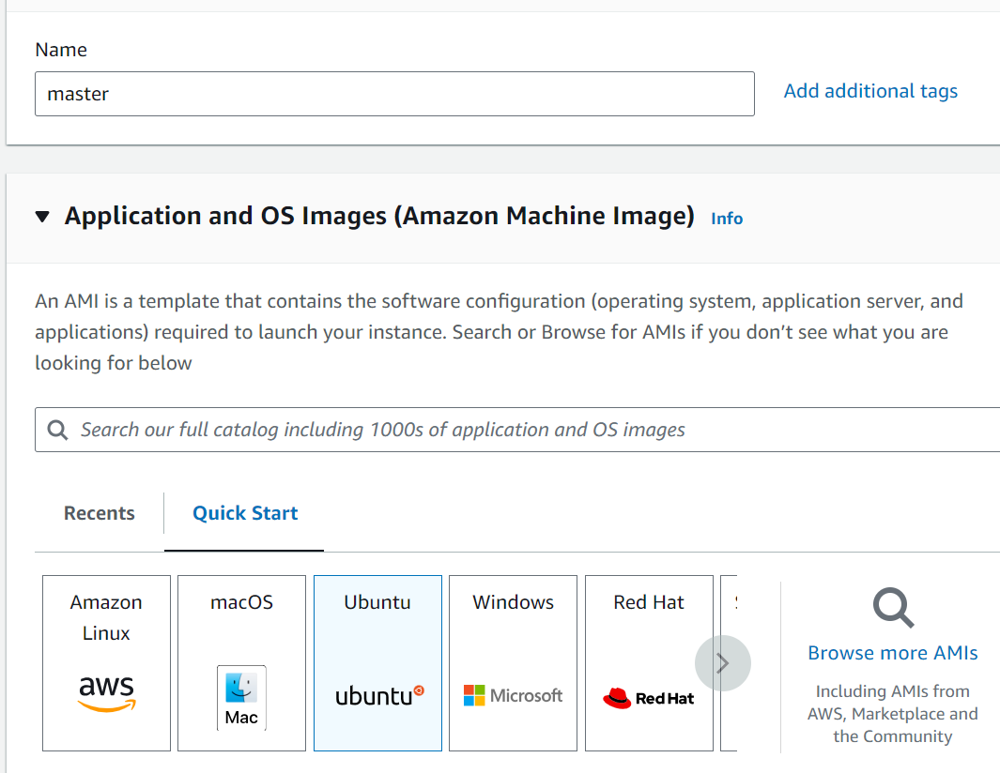 Name
master
Add additional tags
Application and OS Images (Amazon Machine Image)
Info
An AMI is a template that contains the software configuration (operating system, application server, and
applications) required to launch your instance. Search or Browse for AMIs if you don’t see what you are
looking for below
Search our full catalog including 1000s of application and OS images
Recents
Quick Start
Amazon
Linux
aws
macOS
Mac
Ubuntu
ubuntu
Windows
Microsoft
Red Hat
Red Hat
Browse more AMIs
Including AMIs from
AWS, Marketplace and
the Community